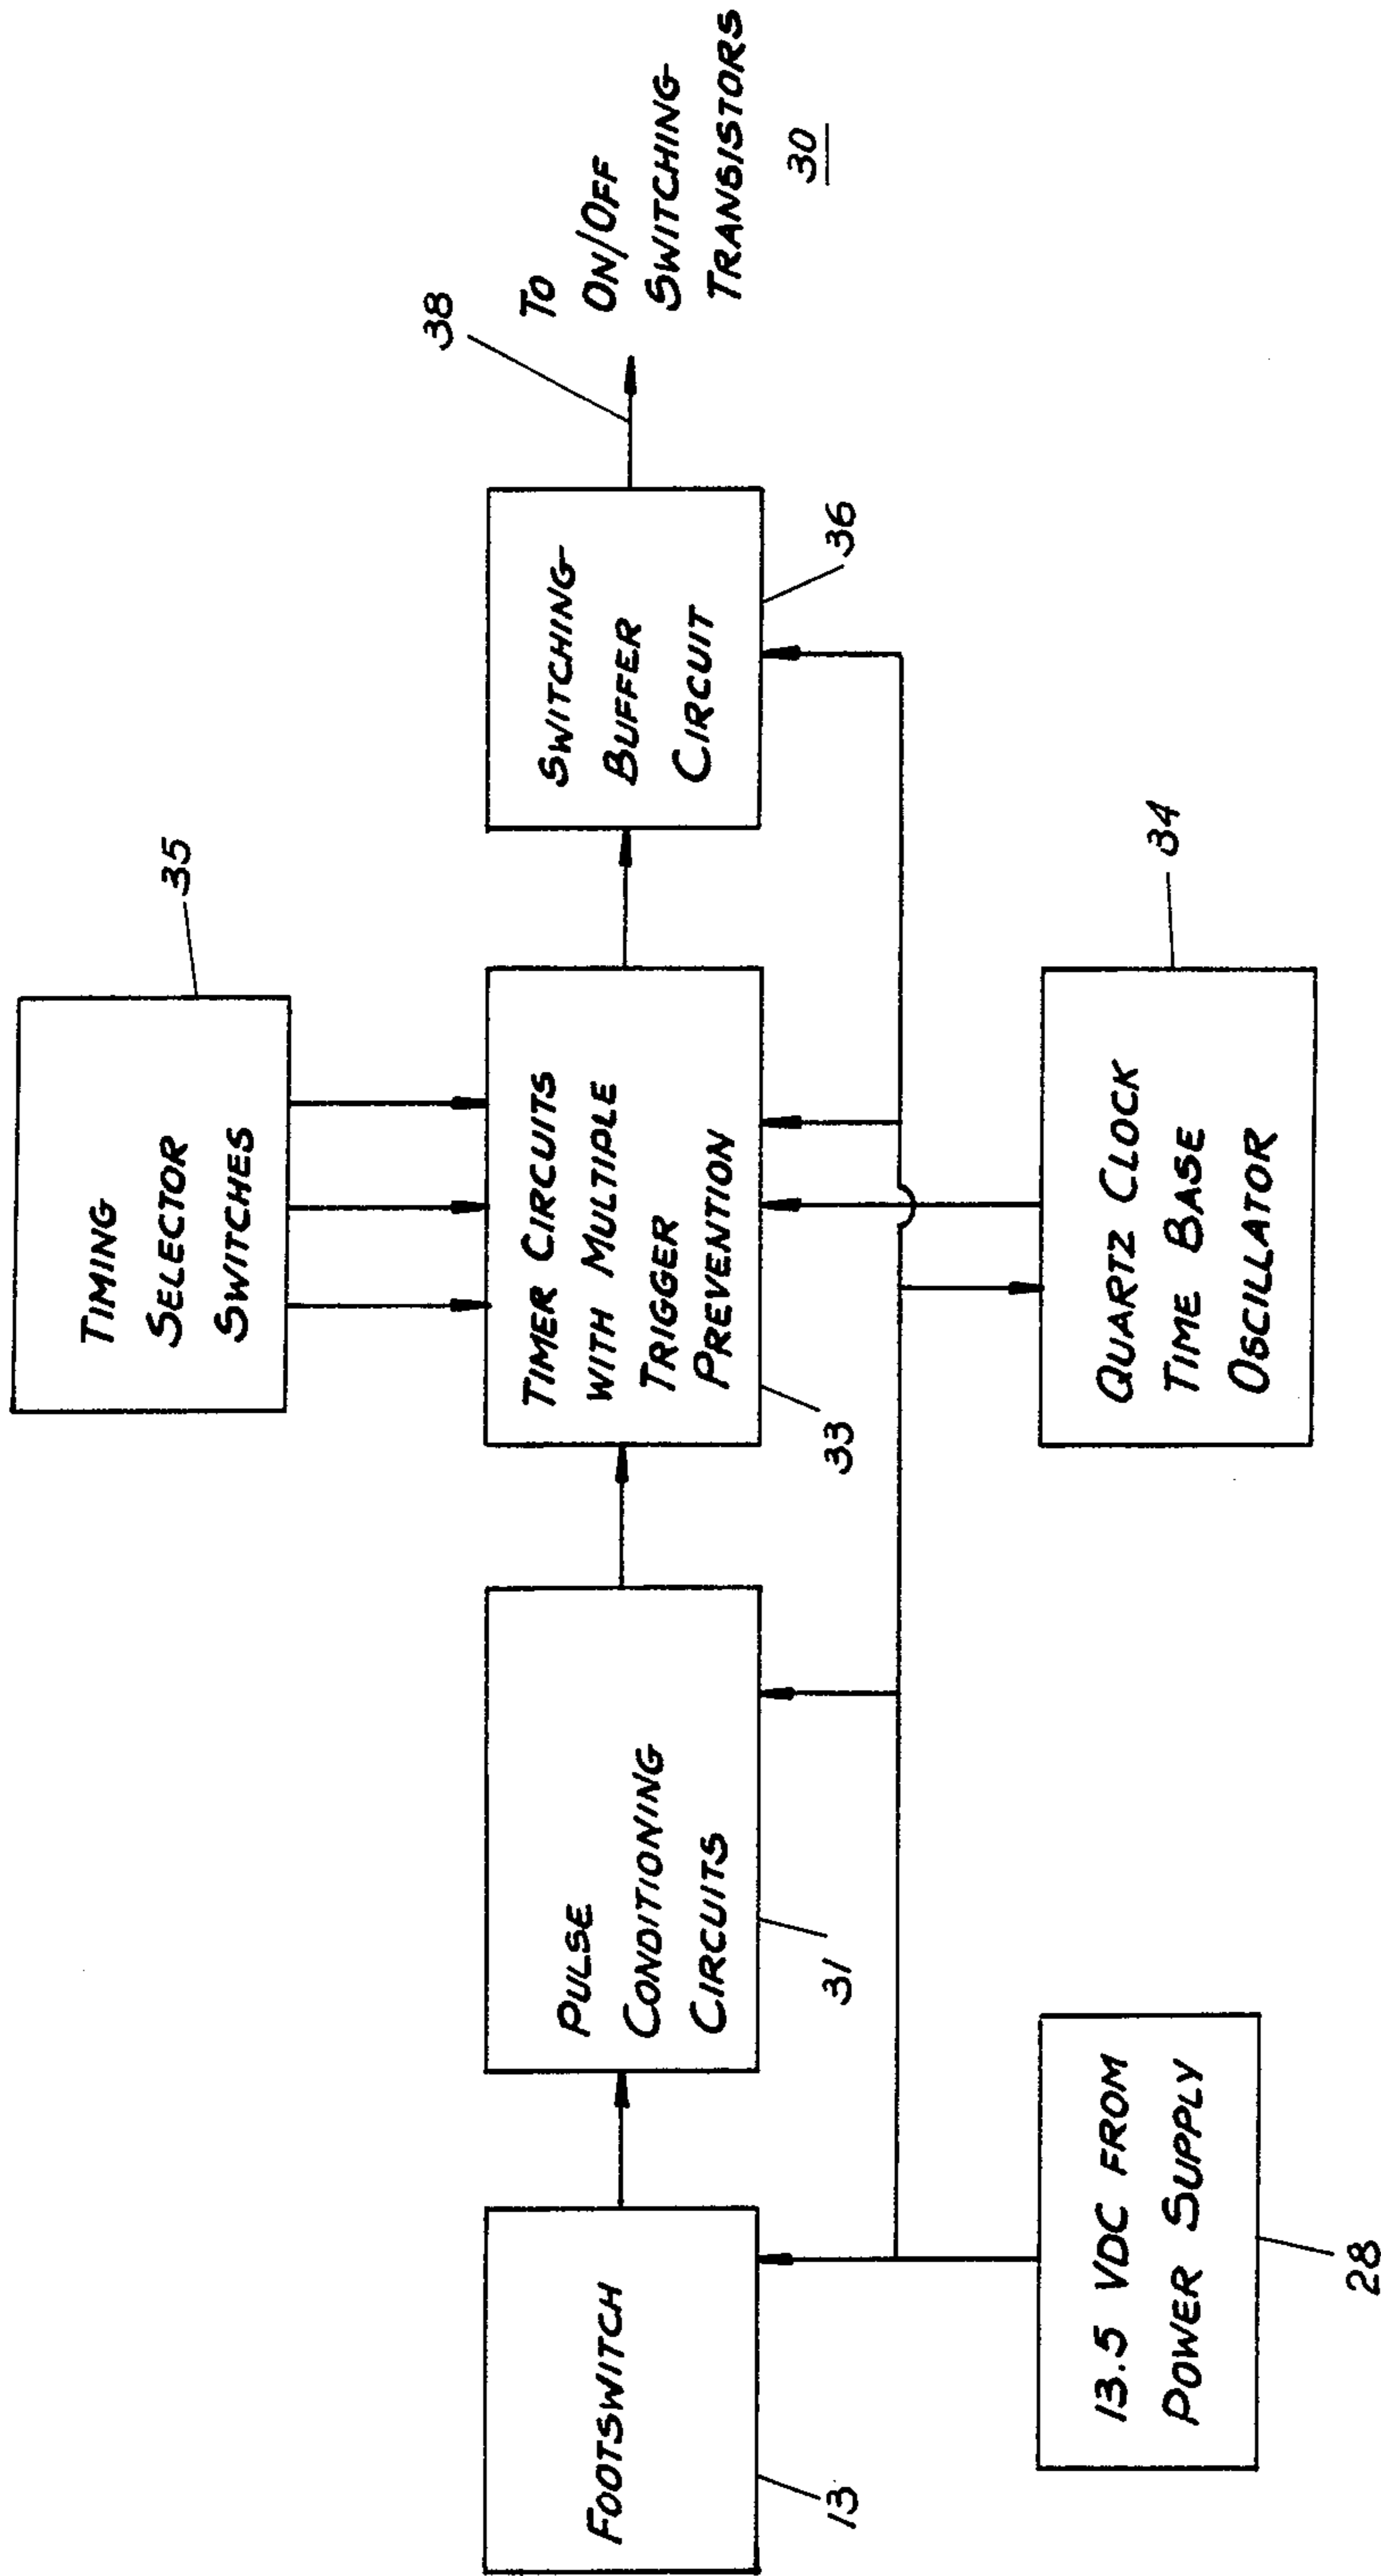 TIMING
SELECTOR
SWITCHES
35
FOOTSWITCH
13
PULSE
CONDITIONING
CIRCUITS
31
TIMER CIRCUITS
WITH MULTIPLE
TRIGGER
PREVENTION
33
SWITCHING
BUFFER
CIRCUIT
36
38
TO
ON/OFF
SWITCHING
TRANSISTORS
30
13.5 VDC FROM
POWER SUPPLY
28
QUARTZ CLOCK
TIME BASE
OSCILLATOR
34